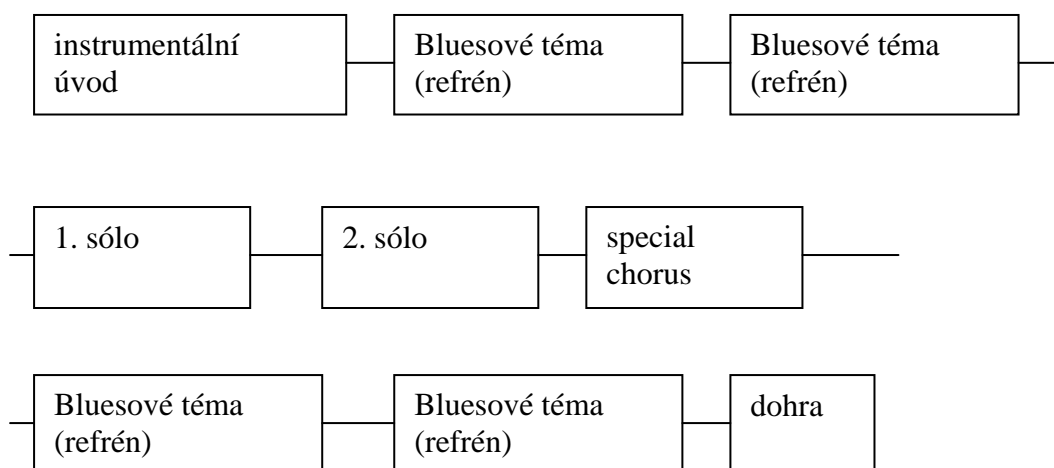 instrumentální
úvod
Bluesové téma
(refrén)
Bluesové téma
(refrén)
1. sólo
2. sólo
special
chorus
Bluesové téma
(refrén)
Bluesové téma
(refrén)
dohra